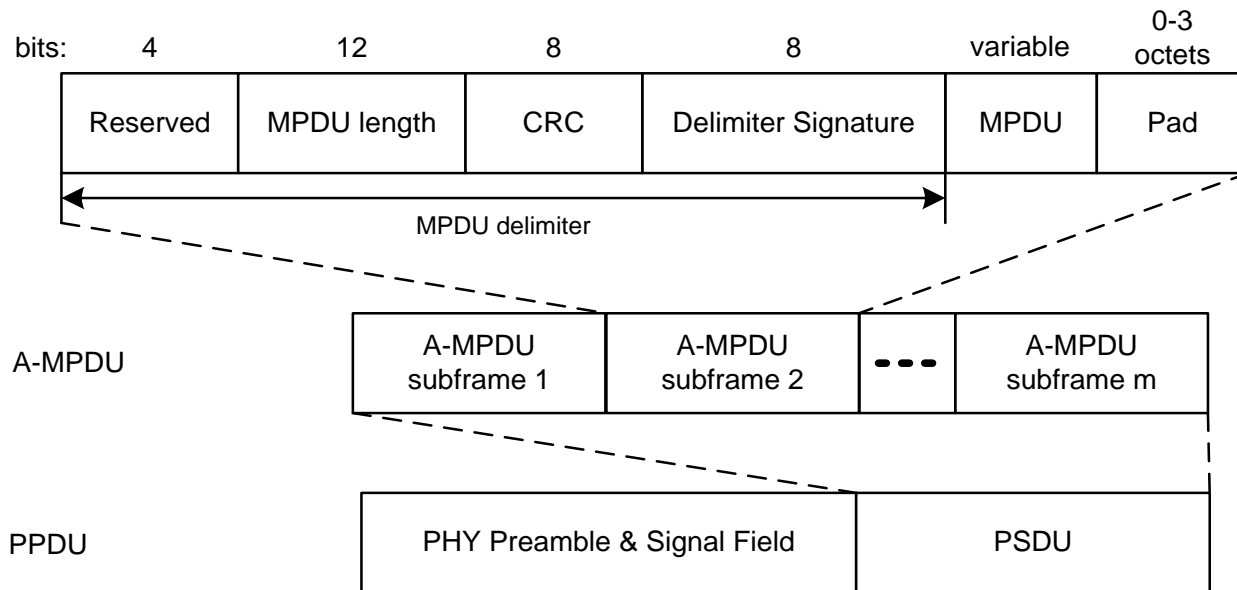 0-3
bits: 4 12 8 8 variable octets
Reserved MPDU length CRC Delimiter Signature MPDU Pad
MPDU delimiter
A-MPDU A-MPDU A-MPDU
A-MPDU
subframe 1 subframe 2 subframe m
PPDU PHY Preamble & Signal Field PSDU